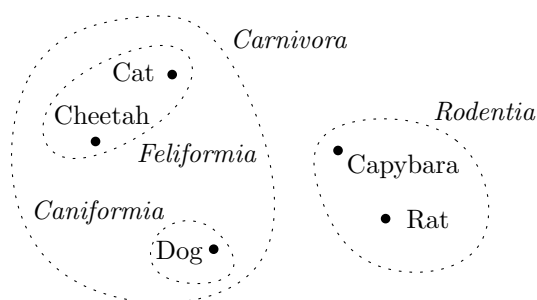 Carnivora
Cat
Cheetah
Feliformia
Caniformia
Dog
Rodentia
Capybara
Rat